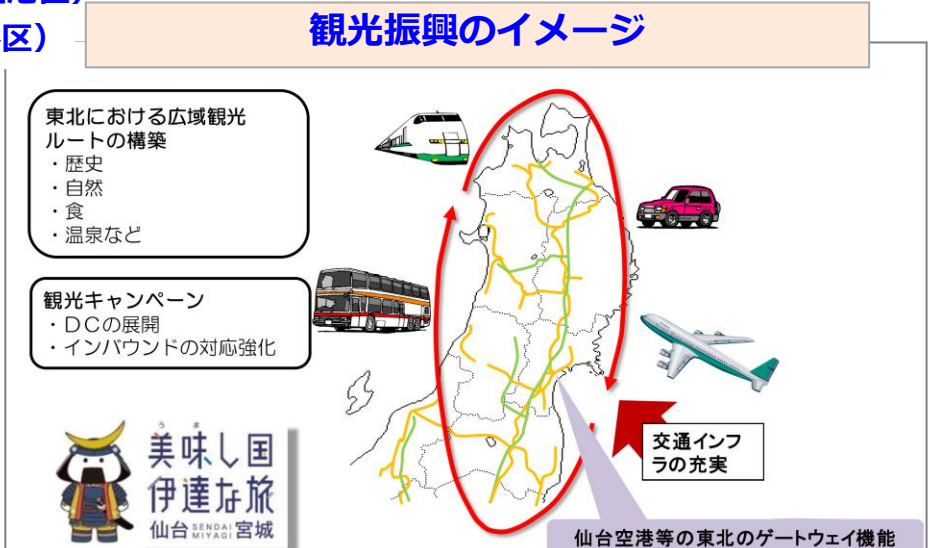 区）
観光振興のイメージ
東北における広域観光
ルートの構築
・歴史
・自然
・食
・温泉など
観光キャンペーン
・ＤＣの展開
・インバウンドの対応強化
交通インフ
ラの充実
うま
美味し国
伊達な旅
仙台 SENDAI MIYAGI 宮城
仙台空港等の東北のゲートウェイ機能